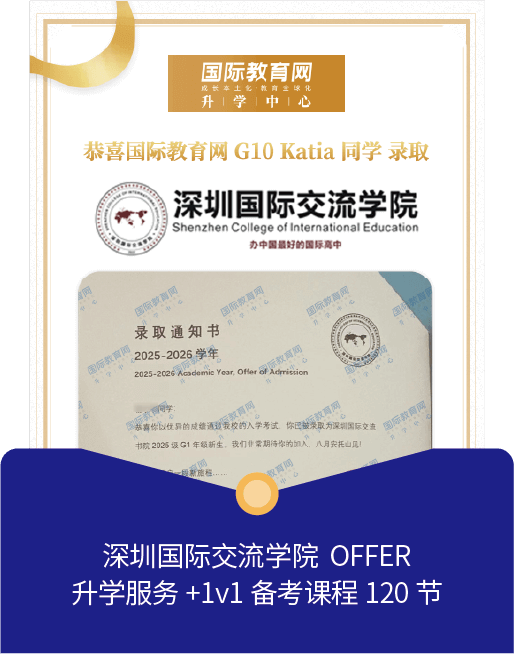 国际教育网
成长本土化·教育全球化
升学中心
恭喜国际教育网 G10 Katia 同学 录取
深圳国际交流学院
Shenzhen College of International Education
办中国最好的国际高中
录取通知书
2025-2026 学年
2025-2026 Academic Year, Offer of Admission
同学:
恭喜你以优异的成绩通过我校的入学考试,你已被录取为深圳国际交流
书院 2025 级 G1 年级新生。我们非常期待你的加入,八月安托山见!
深圳国际交流学院 OFFER
升学服务 +1v1 备考课程 120 节